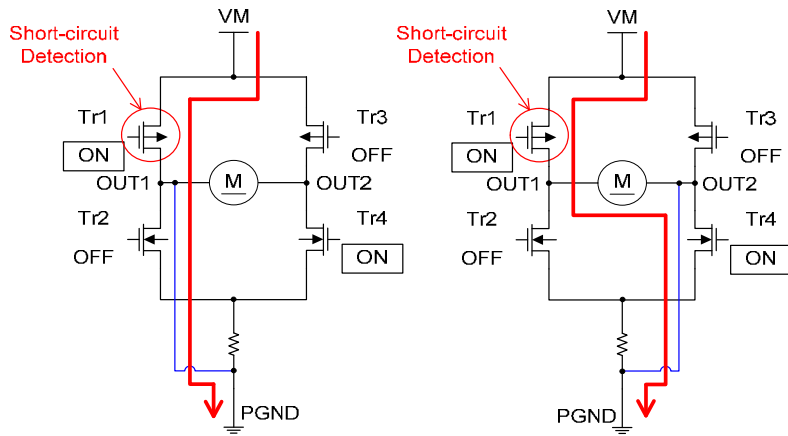 VM
Short-circuit
Detection
Tr1
ON
Tr3
OFF
OUT1
M
OUT2
Tr2
OFF
Tr4
ON
PGND
VM
Short-circuit
Detection
Tr1
ON
Tr3
OFF
OUT1
M
OUT2
Tr2
OFF
Tr4
ON
PGND